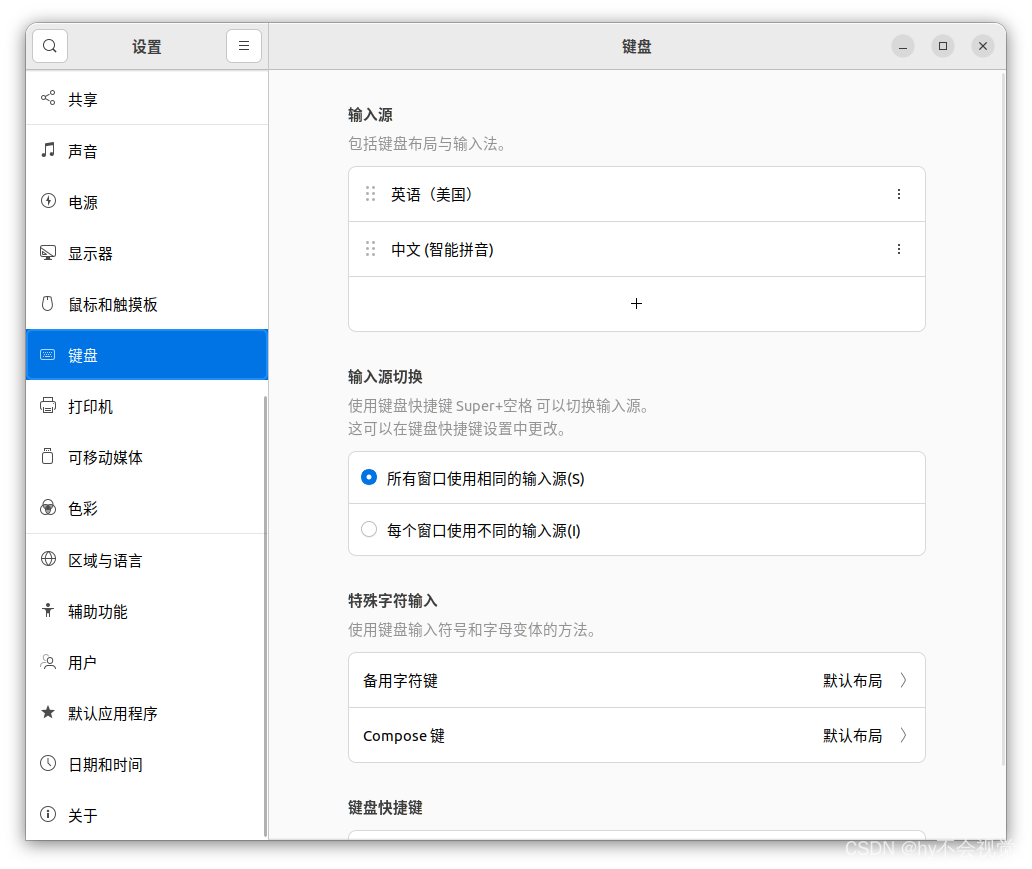 设置
键盘
共享
声音
电源
显示器
鼠标和触摸板
键盘
打印机
可移动媒体
色彩
区域与语言
辅助功能
用户
默认应用程序
日期和时间
关于
输入源
包括键盘布局与输入法。
英语（美国）
中文 (智能拼音)
输入源切换
使用键盘快捷键 Super+空格 可以切换输入源。
这可以在键盘快捷键设置中更改。
所有窗口使用相同的输入源(S)
每个窗口使用不同的输入源(I)
特殊字符输入
使用键盘输入符号和字母变体的方法。
备用字符键 默认布局
Compose 键 默认布局
键盘快捷键
CSDN @hy不会视觉